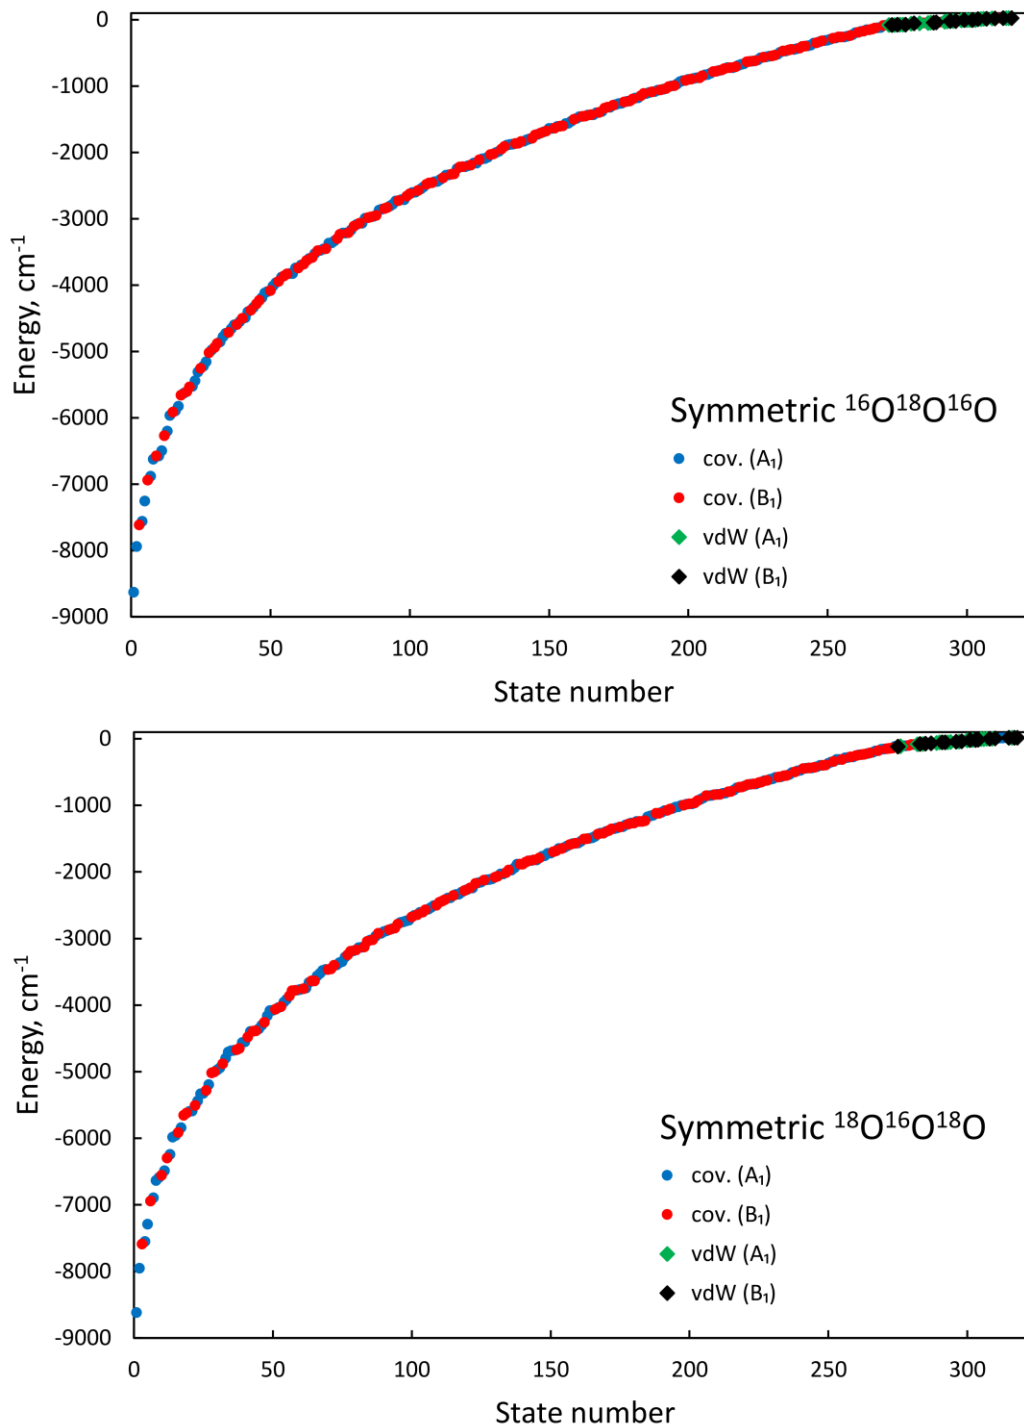 0
-1000
-2000
-3000
-4000
-5000
-6000
-7000
-8000
-9000
Energy, cm⁻¹
Symmetric ¹⁶O¹⁸O¹⁶O
cov. (A₁)
cov. (B₁)
vdW (A₁)
vdW (B₁)
0 50 100 150 200 250 300
State number
0
-1000
-2000
-3000
-4000
-5000
-6000
-7000
-8000
-9000
Energy, cm⁻¹
Symmetric ¹⁸O¹⁶O¹⁸O
cov. (A₁)
cov. (B₁)
vdW (A₁)
vdW (B₁)
0 50 100 150 200 250 300
State number